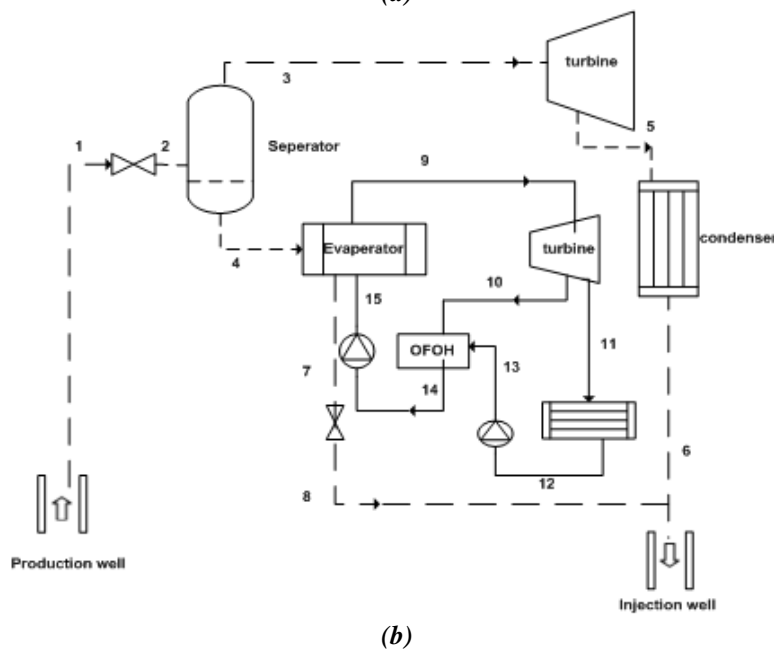 3
turbine
5
1
2
Seperator
9
condenser
4
Evaperator
turbine
15
10
OFOH
13
11
7
14
6
12
8
Production well
Injection well
(b)